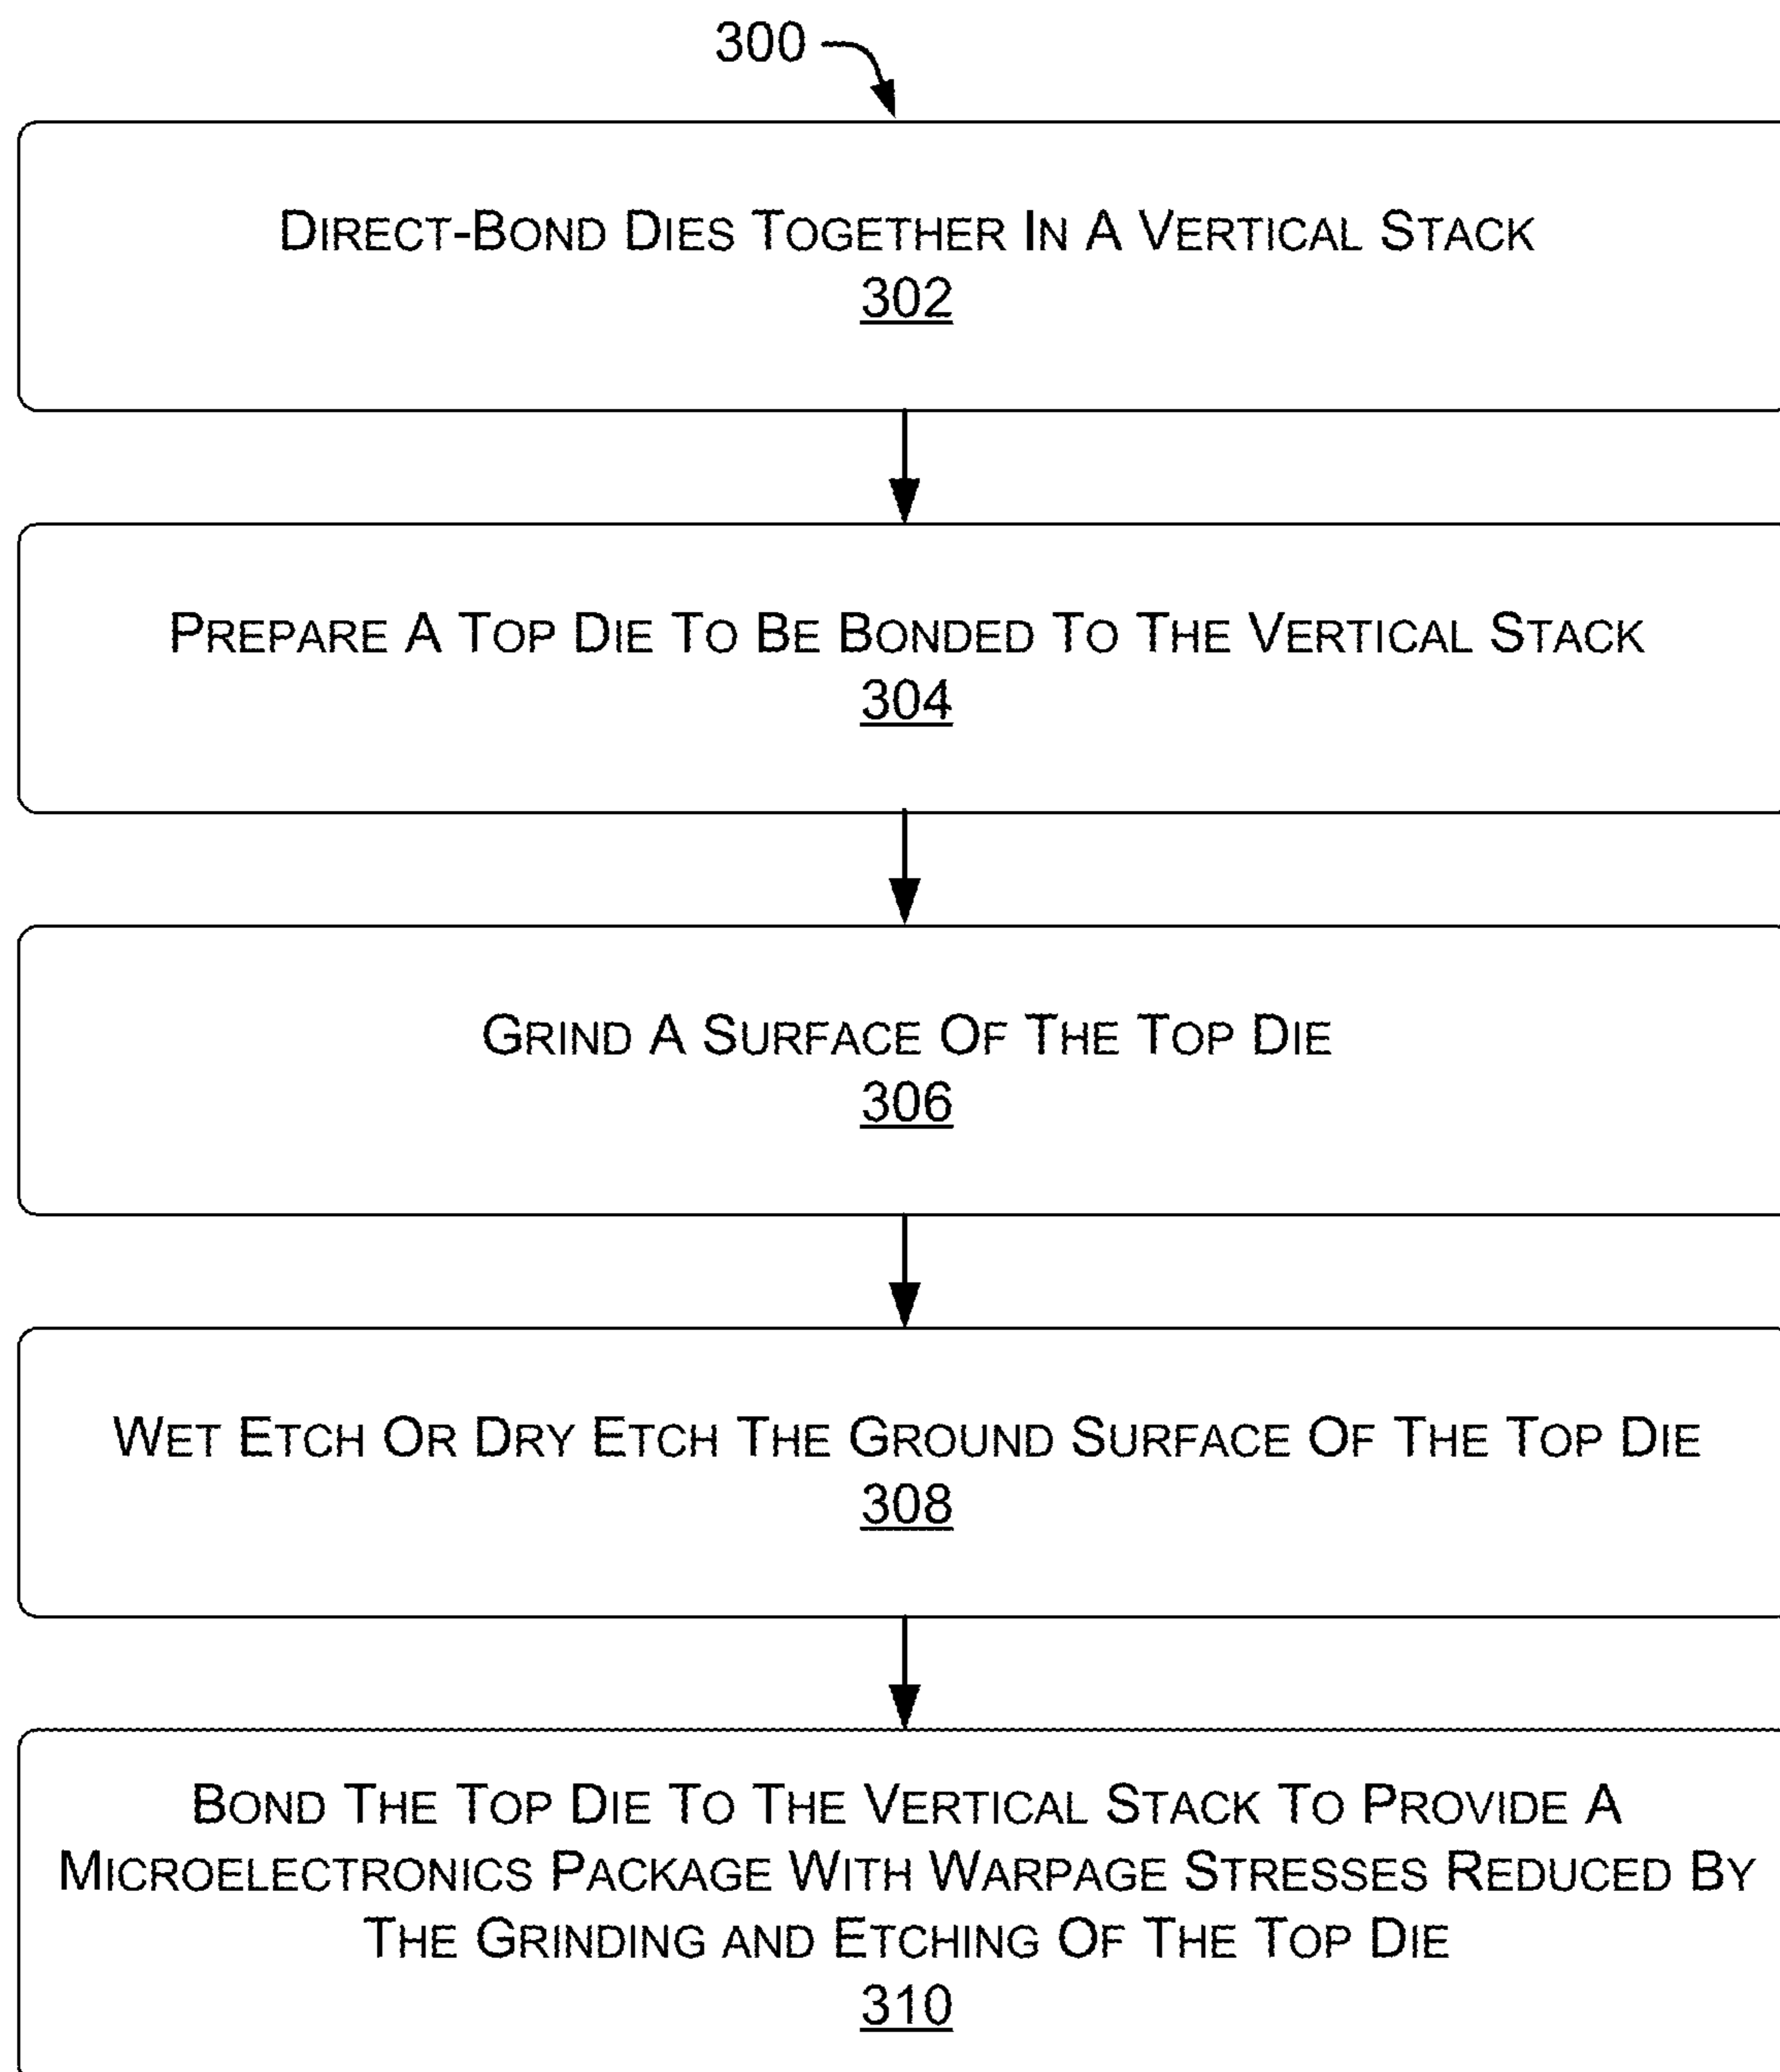 300
DIRECT-BOND DIES TOGETHER IN A VERTICAL STACK
302
PREPARE A TOP DIE TO BE BONDED TO THE VERTICAL STACK
304
GRIND A SURFACE OF THE TOP DIE
306
WET ETCH OR DRY ETCH THE GROUND SURFACE OF THE TOP DIE
308
BOND THE TOP DIE TO THE VERTICAL STACK TO PROVIDE A
MICROELECTRONICS PACKAGE WITH WARPAGE STRESSES REDUCED BY
THE GRINDING AND ETCHING OF THE TOP DIE
310